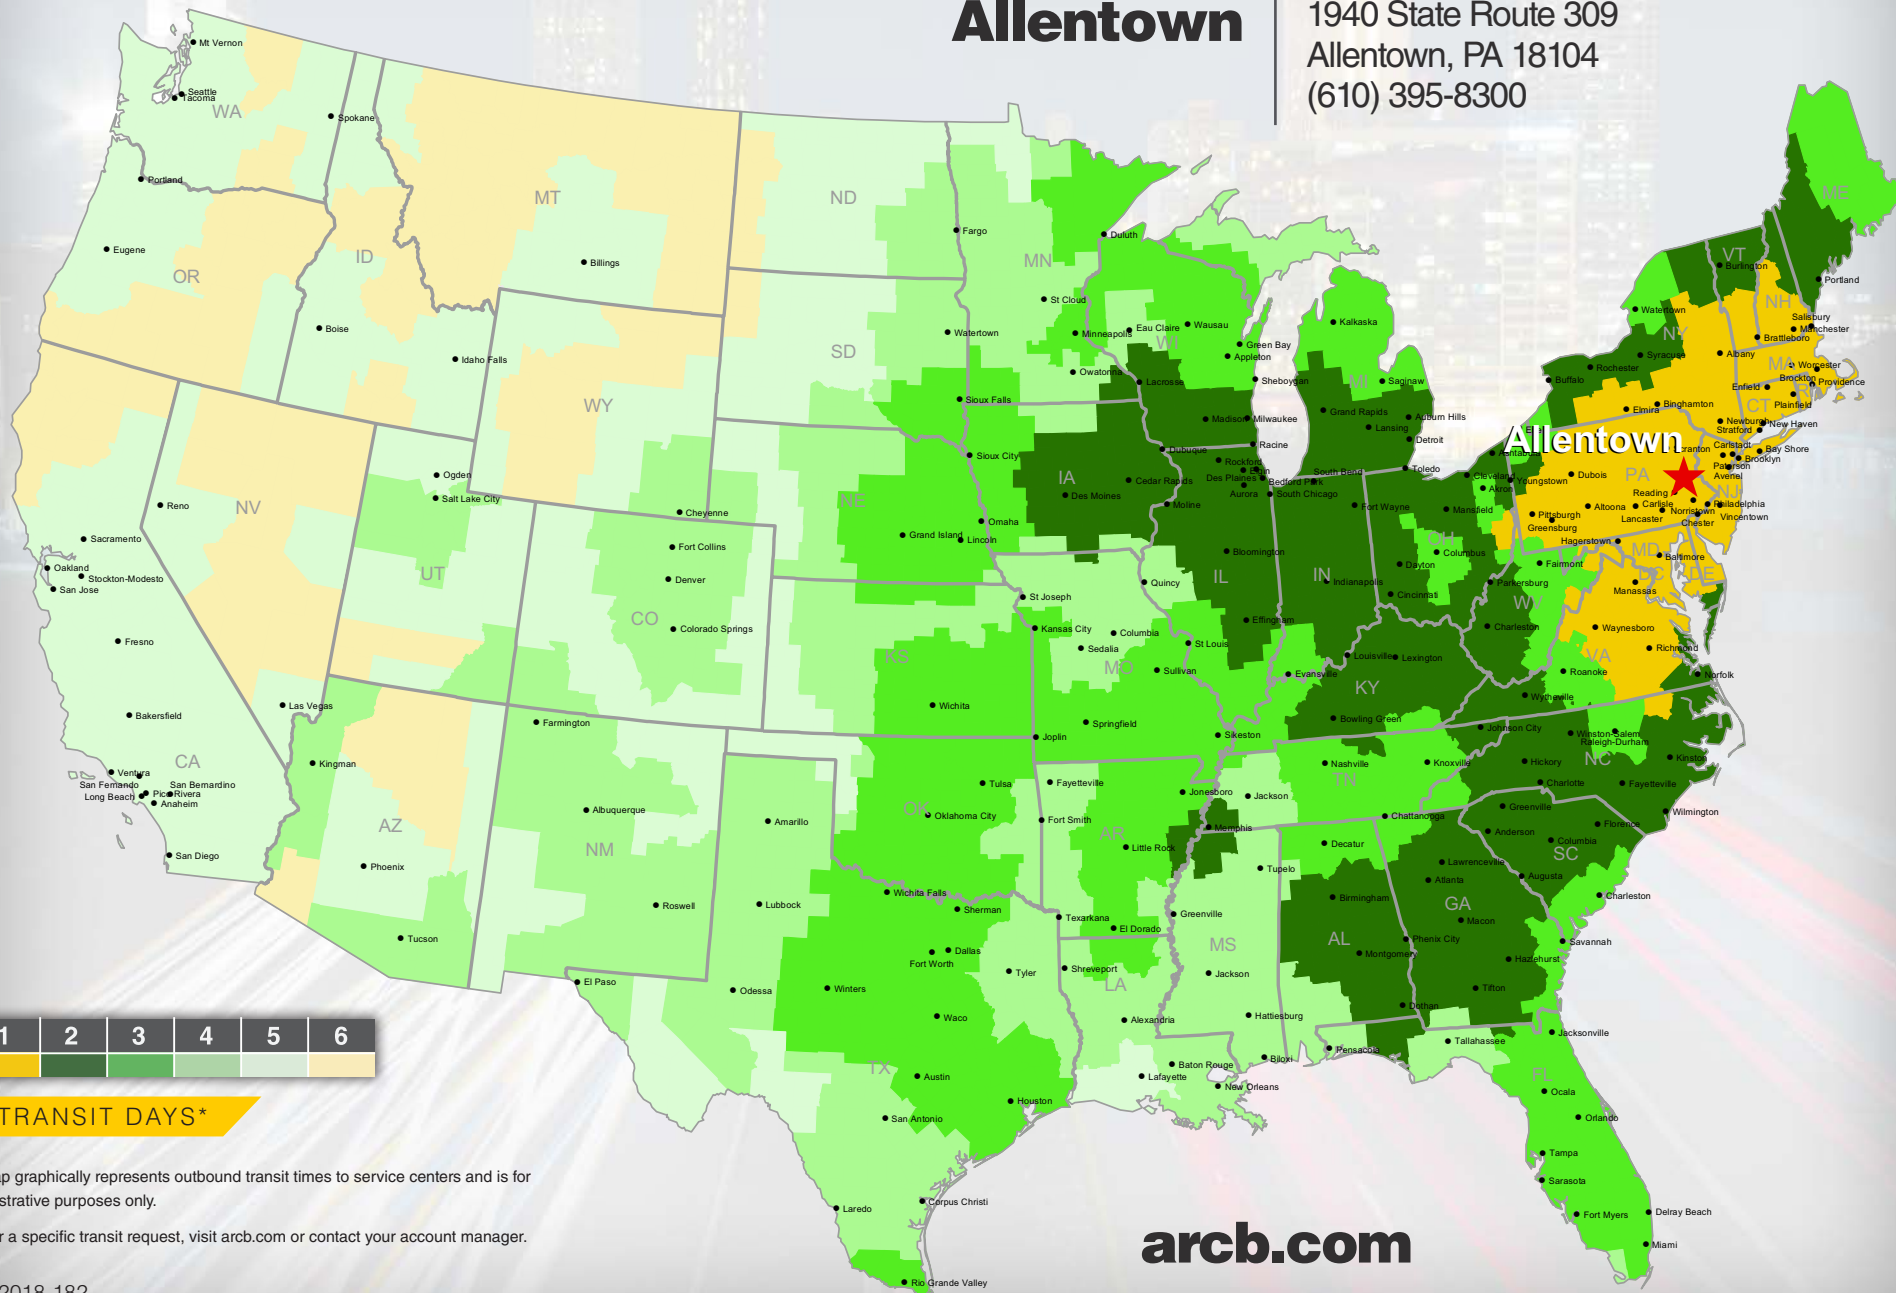 Allentown
1940 State Route 309
Allentown, PA 18104
(610) 395-8300
Mt Vernon
Seattle
Tacoma
WA
Spokane
Portland
Eugene
OR
ID
Boise
Idaho Falls
MT
Billings
WY
Cheyenne
ND
Fargo
SD
Watertown
Sioux Falls
MN
Duluth
St Cloud
Minneapolis
Owatonna
Eau Claire
Wausau
WI
Green Bay
Appleton
Sheboygan
Lacrosse
Madison
Milwaukee
Racine
Kalkaska
MI
Saginaw
Grand Rapids
Lansing
Auburn Hills
Detroit
Reno
NV
Las Vegas
Sacramento
Oakland
Stockton-Modesto
San Jose
Fresno
Bakersfield
CA
Ventura
San Fernando
San Bernardino
Long Beach
Pico Rivera
Anaheim
San Diego
Ogden
Salt Lake City
UT
Fort Collins
Denver
CO
Colorado Springs
Kingman
AZ
Phoenix
Tucson
Farmington
Albuquerque
NM
Roswell
NE
Sioux City
Omaha
Grand Island
Lincoln
KS
Wichita
IA
Dubuque
Cedar Rapids
Des Moines
Moline
Rockford
Elgin
Des Plaines
Bedford Park
Aurora
South Chicago
Bloomington
IL
Effingham
Quincy
St Joseph
Kansas City
Columbia
Sedalia
MO
St Louis
Sullivan
Springfield
Joplin
Sikeston
South Bend
Fort Wayne
IN
Indianapolis
Evansville
Toledo
Cleveland
Ashtabula
Akron
Youngstown
Mansfield
OH
Columbus
Dayton
Cincinnati
Parkersburg
Fairmont
WV
Charleston
Louisville
Lexington
KY
Bowling Green
Nashville
Knoxville
TN
Jackson
Memphis
Chattanooga
Johnson City
OK
Tulsa
Oklahoma City
Fayetteville
Fort Smith
AR
Jonesboro
Little Rock
El Dorado
Texarkana
Amarillo
Lubbock
Wichita Falls
Sherman
Dallas
Fort Worth
Tyler
El Paso
Odessa
Winters
Waco
TX
Austin
San Antonio
Houston
Laredo
Corpus Christi
Rio Grande Valley
Shreveport
LA
Alexandria
Baton Rouge
Lafayette
New Orleans
Tupelo
Greenville
MS
Jackson
Hattiesburg
Biloxi
Decatur
Birmingham
AL
Montgomery
Dothan
Phenix City
Lawrenceville
Atlanta
GA
Macon
Augusta
Hazlehurst
Tifton
Savannah
Pensacola
Tallahassee
Jacksonville
FL
Ocala
Orlando
Tampa
Sarasota
Fort Myers
Delray Beach
Miami
Winston-Salem
Raleigh-Durham
NC
Hickory
Charlotte
Fayetteville
Kinston
Wilmington
Greenville
Anderson
Florence
Columbia
SC
Charleston
Wytheville
Roanoke
VA
Richmond
Norfolk
Waynesboro
Manassas
DC
DE
MD
Baltimore
Hagerstown
ME
VT
Burlington
Portland
NH
Salisbury
Manchester
Brattleboro
Watertown
NY
Syracuse
Rochester
Buffalo
Albany
MA
Worcester
Brockton
Providence
RI
Enfield
CT
Plainfield
Elmira
Binghamton
Newburgh
New Haven
Stratford
Allentown
Carlstadt
Bay Shore
Brooklyn
Paterson
Avenel
PA
Dubois
NJ
Reading
Altoona
Carlisle
Philadelphia
Pittsburgh
Norristown
Vincentown
Greensburg
Lancaster
Chester
1 2 3 4 5 6
TRANSIT DAYS*
p graphically represents outbound transit times to service centers and is for
strative purposes only.
r a specific transit request, visit arcb.com or contact your account manager.
2018-182
arcb.com